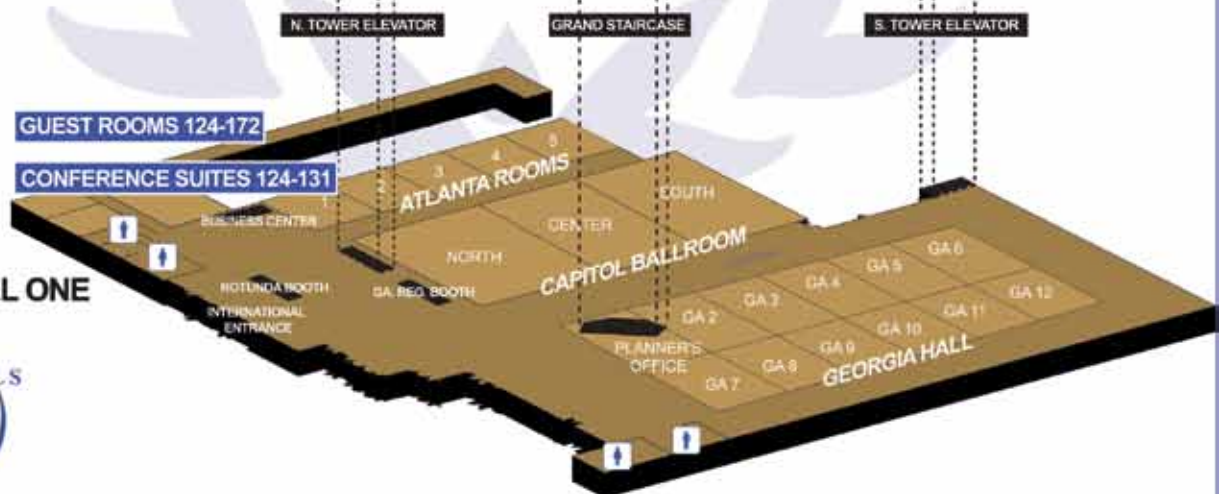 N. TOWER ELEVATOR
GRAND STAIRCASE
S. TOWER ELEVATOR
GUEST ROOMS 124-172
CONFERENCE SUITES 124-131
1
2
3
4
5
ATLANTA ROOMS
BUSINESS CENTER
NORTH
CENTER
SOUTH
CAPITOL BALLROOM
ROTUNDA BOOTH
GA. REG. BOOTH
INTERNATIONAL
ENTRANCE
L ONE
GA 2
GA 3
GA 4
GA 5
GA 6
PLANNER'S
OFFICE
GA 7
GA 8
GA 9
GA 10
GA 11
GA 12
GEORGIA HALL
LS